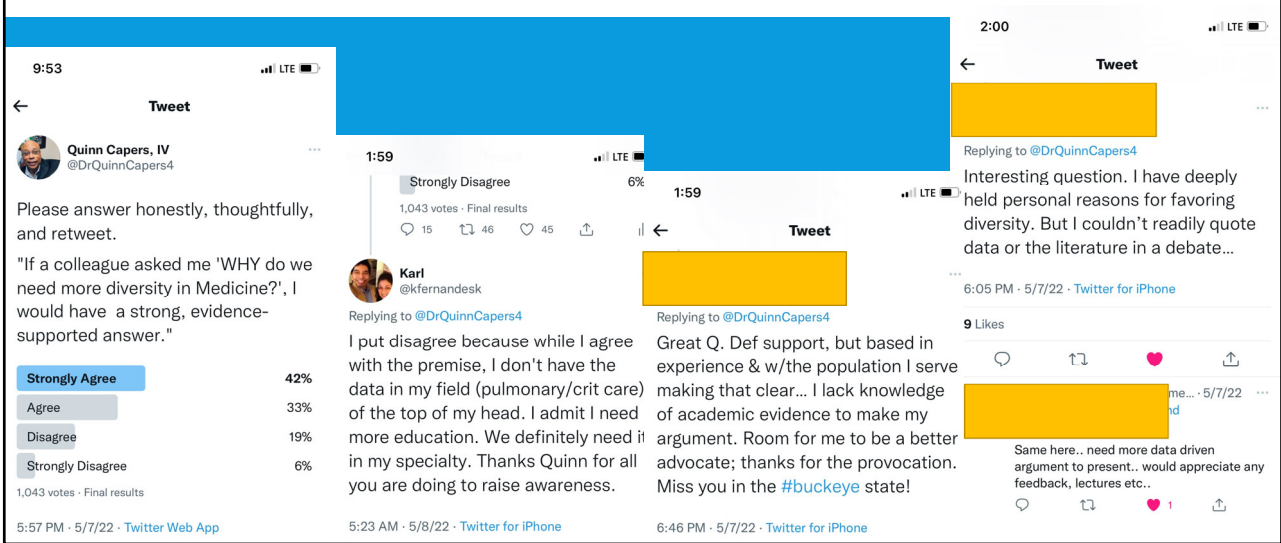 9:53
LTE
Tweet
Quinn Capers, IV
@DrQuinnCapers4
Please answer honestly, thoughtfully,
and retweet.
"If a colleague asked me 'WHY do we
need more diversity in Medicine?', I
would have a strong, evidence-
supported answer."
Strongly Agree 42%
Agree 33%
Disagree 19%
Strongly Disagree 6%
1,043 votes · Final results
5:57 PM · 5/7/22 · Twitter Web App
1:59
LTE
Strongly Disagree 6%
1,043 votes · Final results
15 46 45
Karl
@kfernandesk
Replying to @DrQuinnCapers4
I put disagree because while I agree
with the premise, I don't have the
data in my field (pulmonary/crit care)
of the top of my head. I admit I need
more education. We definitely need it
in my specialty. Thanks Quinn for all
you are doing to raise awareness.
5:23 AM · 5/8/22 · Twitter for iPhone
1:59
LTE
Tweet
Replying to @DrQuinnCapers4
Great Q. Def support, but based in
experience & w/the population I serve
making that clear... I lack knowledge
of academic evidence to make my
argument. Room for me to be a better
advocate; thanks for the provocation.
Miss you in the #buckeye state!
6:46 PM · 5/7/22 · Twitter for iPhone
2:00
LTE
Tweet
Replying to @DrQuinnCapers4
Interesting question. I have deeply
held personal reasons for favoring
diversity. But I couldn't readily quote
data or the literature in a debate...
6:05 PM · 5/7/22 · Twitter for iPhone
9 Likes
me... · 5/7/22
nd
Same here.. need more data driven
argument to present.. would appreciate any
feedback, lectures etc..
1